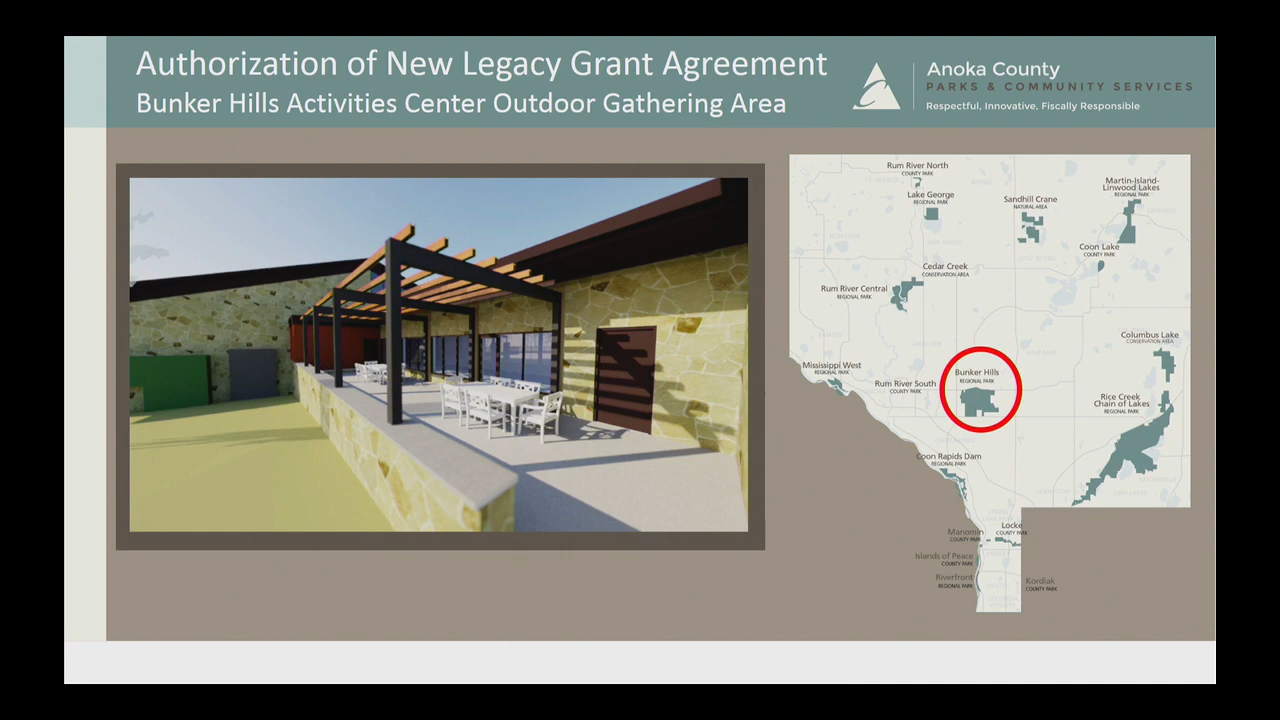 Authorization of New Legacy Grant Agreement
Bunker Hills Activities Center Outdoor Gathering Area
Anoka County
PARKS & COMMUNITY SERVICES
Respectful, Innovative, Fiscally Responsible
Rum River North
COUNTY PARK
Lake George
REGIONAL PARK
Sandhill Crane
NATURAL AREA
Martin-Island-
Linwood Lakes
REGIONAL PARK
Coon Lake
COUNTY PARK
Cedar Creek
CONSERVATION AREA
Rum River Central
REGIONAL PARK
Columbus Lake
CONSERVATION AREA
Mississippi West
REGIONAL PARK
Rum River South
COUNTY PARK
Bunker Hills
REGIONAL PARK
Rice Creek
Chain of Lakes
REGIONAL PARK
Coon Rapids Dam
REGIONAL PARK
Manomin
COUNTY PARK
Locke
COUNTY PARK
Islands of Peace
COUNTY PARK
Riverfront
REGIONAL PARK
Kordiak
COUNTY PARK